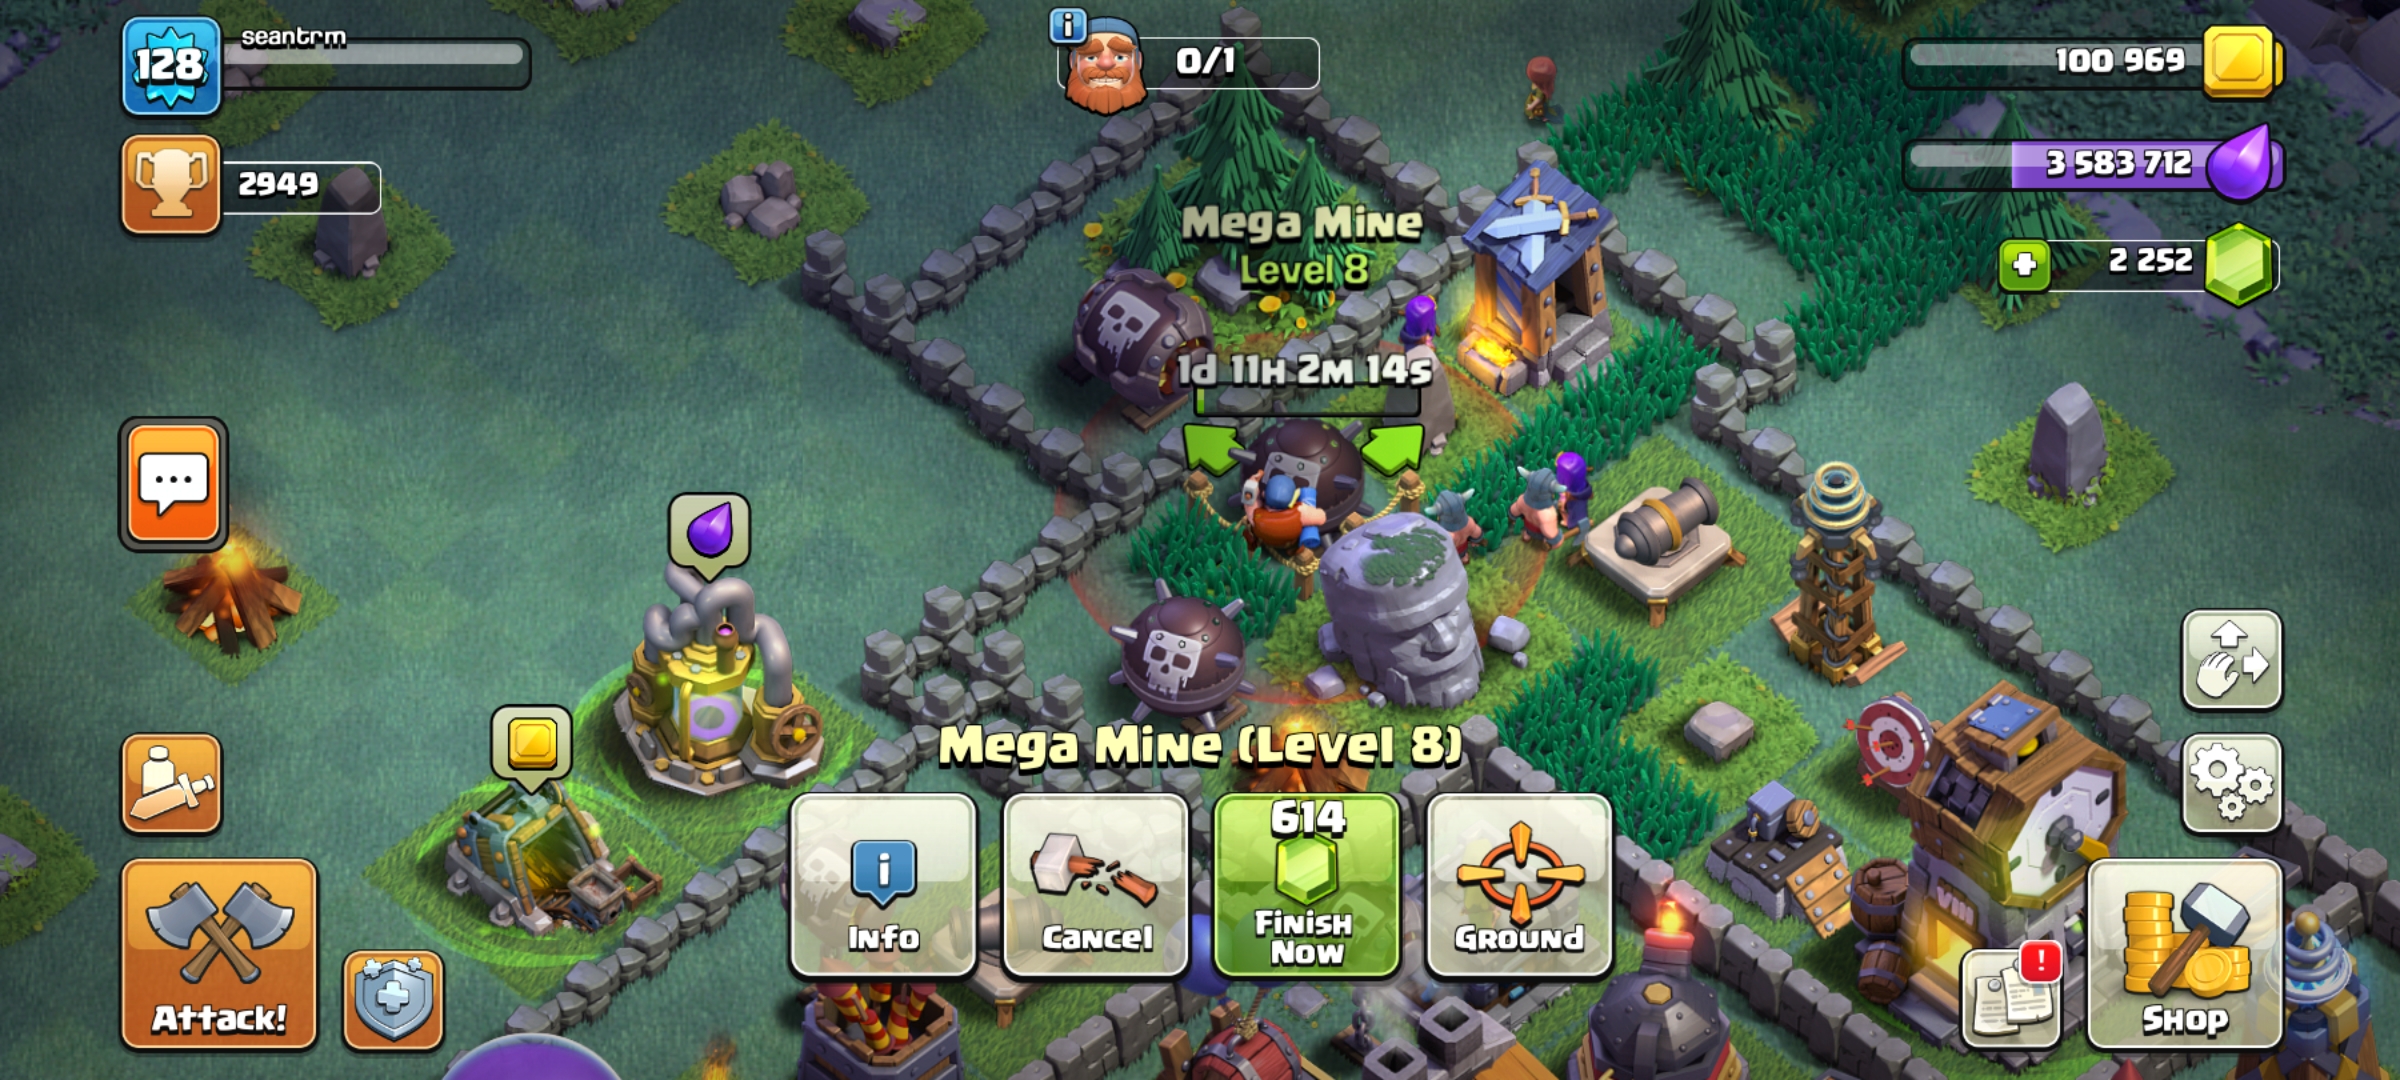 128
seantrm
i
0/1
100 969
2949
3 583 712
2 252
Mega Mine
Level 8
1d 11H 2M 14s
Mega Mine (Level 8)
i
Info
Cancel
614
Finish
Now
Ground
VIII
!
Attack!
Shop